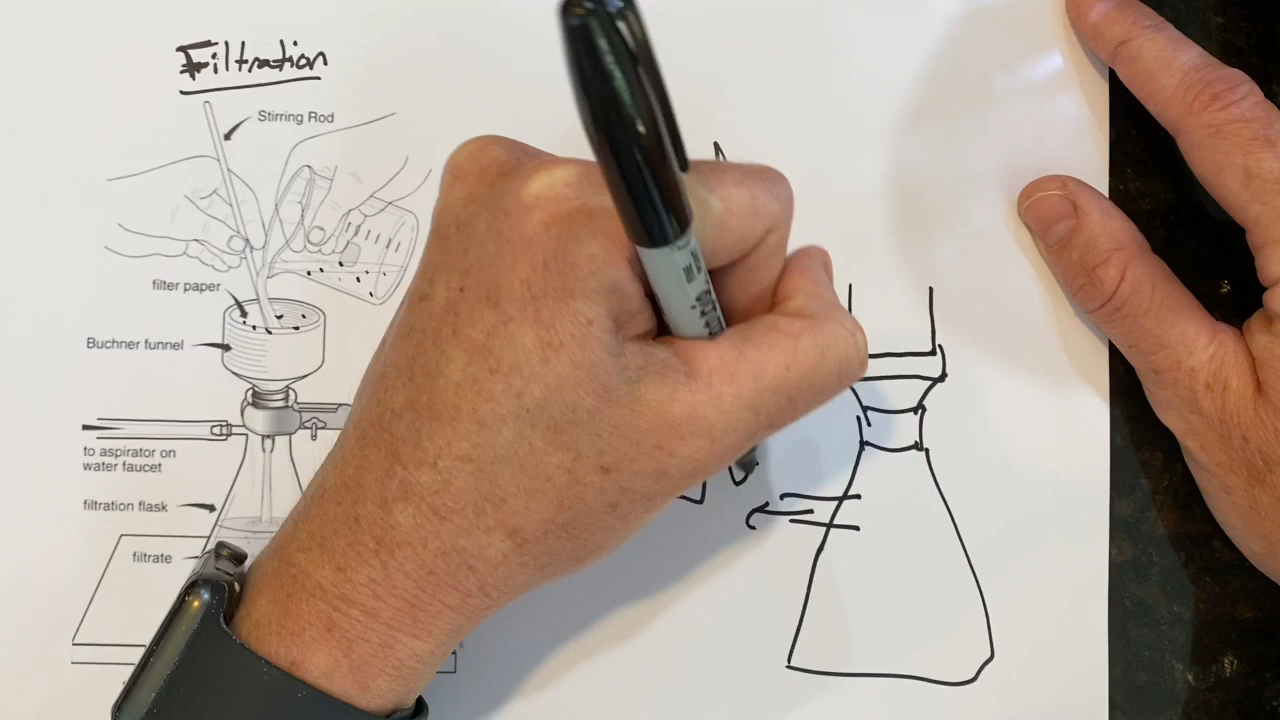 Filtration
Stirring Rod
filter paper
Buchner funnel
to aspirator on
water faucet
filtration flask
filtrate